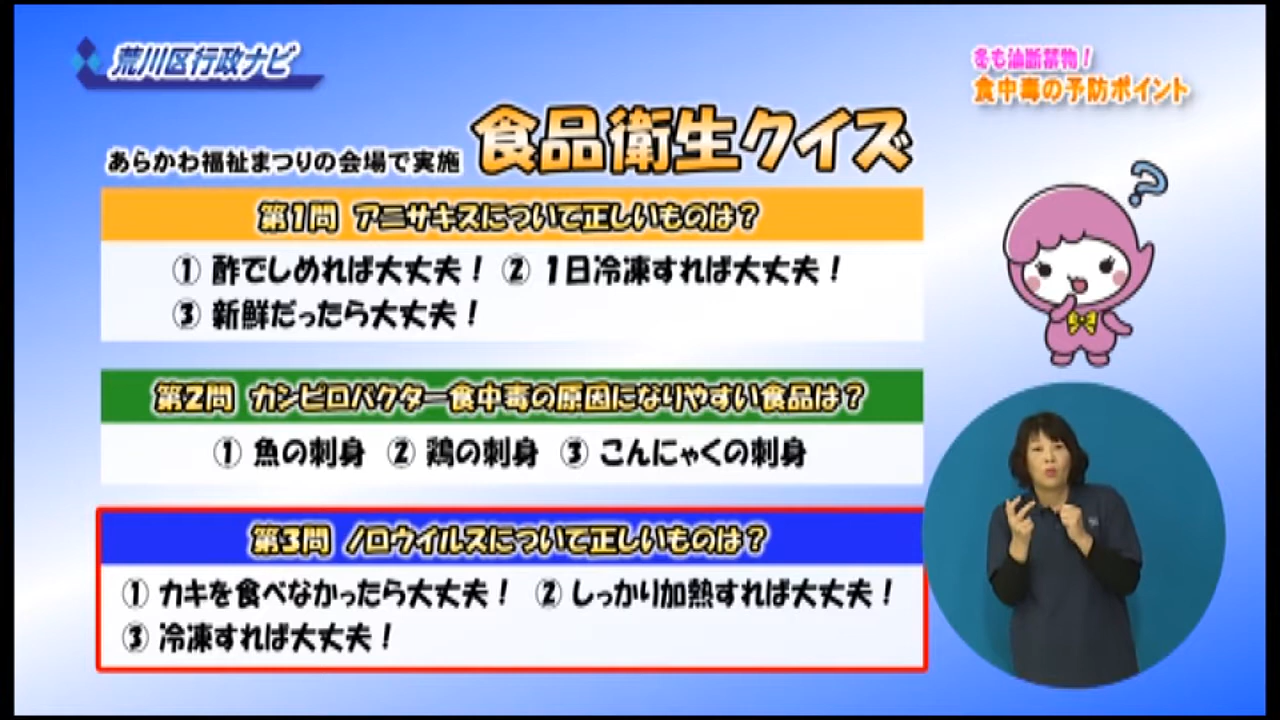 荒川区行政ナビ
冬も油断禁物！
食中毒の予防ポイント
あらかわ福祉まつりの会場で実施 食品衛生クイズ
第1問 アニサキスについて正しいものは？
① 酢でしめれば大丈夫！ ② 1日冷凍すれば大丈夫！
③ 新鮮だったら大丈夫！
第2問 カンピロバクター食中毒の原因になりやすい食品は？
① 魚の刺身 ② 鶏の刺身 ③ こんにゃくの刺身
第3問 ノロウイルスについて正しいものは？
① カキを食べなかったら大丈夫！ ② しっかり加熱すれば大丈夫！
③ 冷凍すれば大丈夫！
?